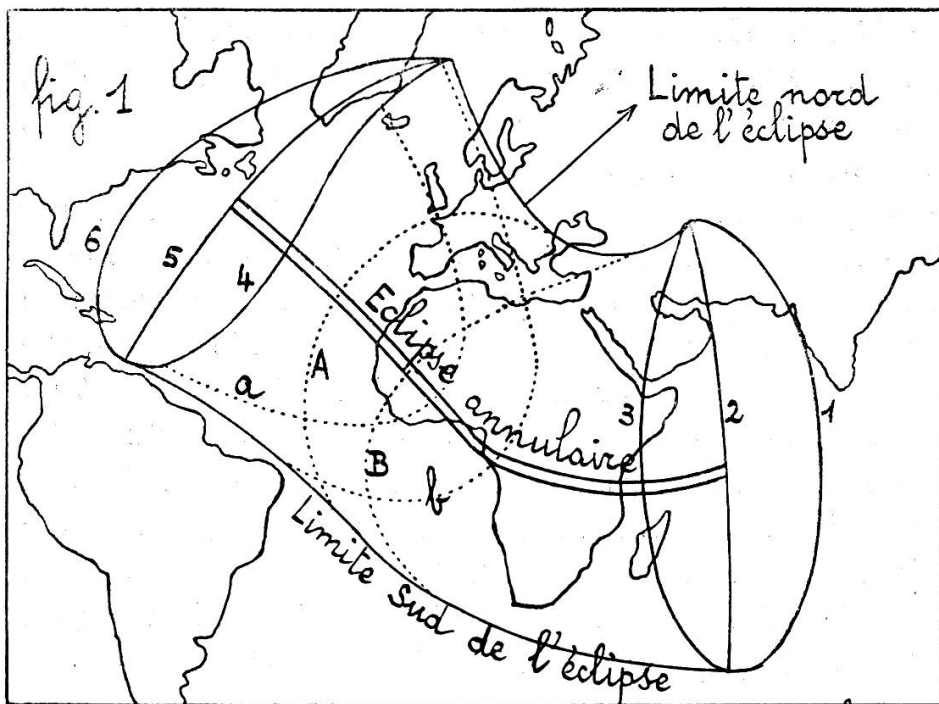 fig. 1
Limite nord
de l'éclipse
6
5
4
Eclipse
annulaire
A
a
3
2
1
B
b
Limite Sud de l'éclipse